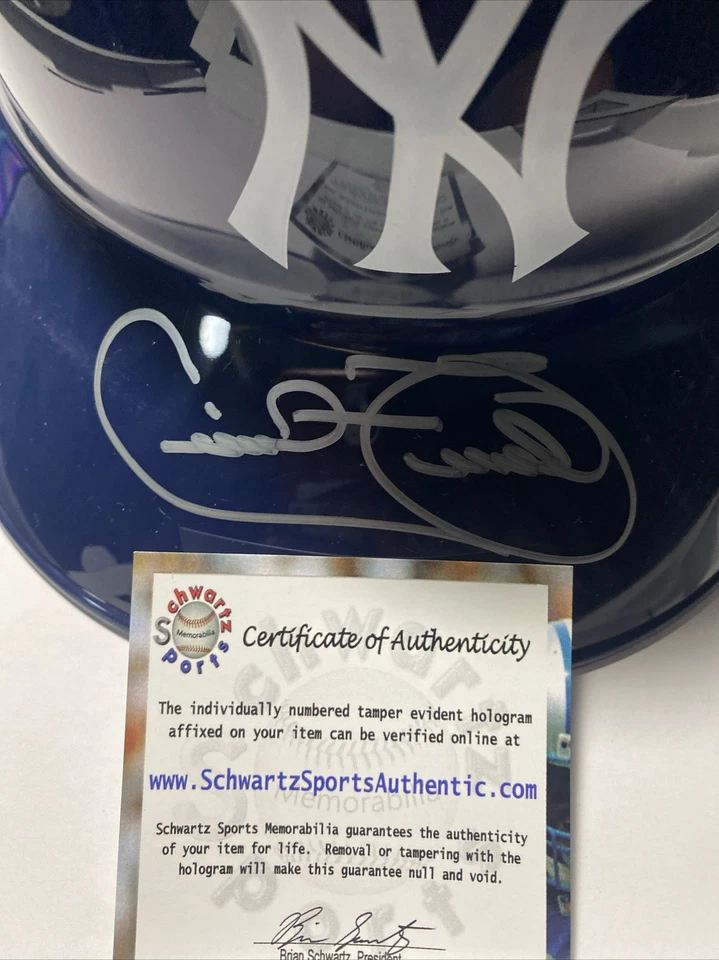 NY
Schwartz
Memorabilia
Sports
Certificate of Authenticity
The individually numbered tamper evident hologram
affixed on your item can be verified online at
www.SchwartzSportsAuthentic.com
Schwartz Sports Memorabilia guarantees the authenticity
of your item for life. Removal or tampering with the
hologram will make this guarantee null and void.
Brian Schwartz, President